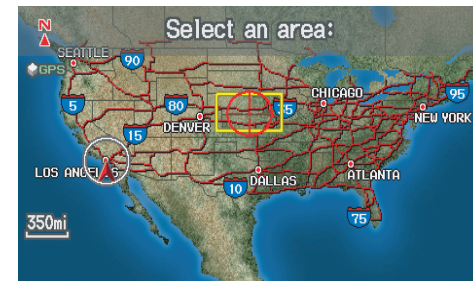 Select an area:
N
SEATTLE
90
GPS
CHICAGO
5
80
35
95
DENVER
NEW YORK
15
LOS ANGELES
DALLAS
ATLANTA
10
350mi
75